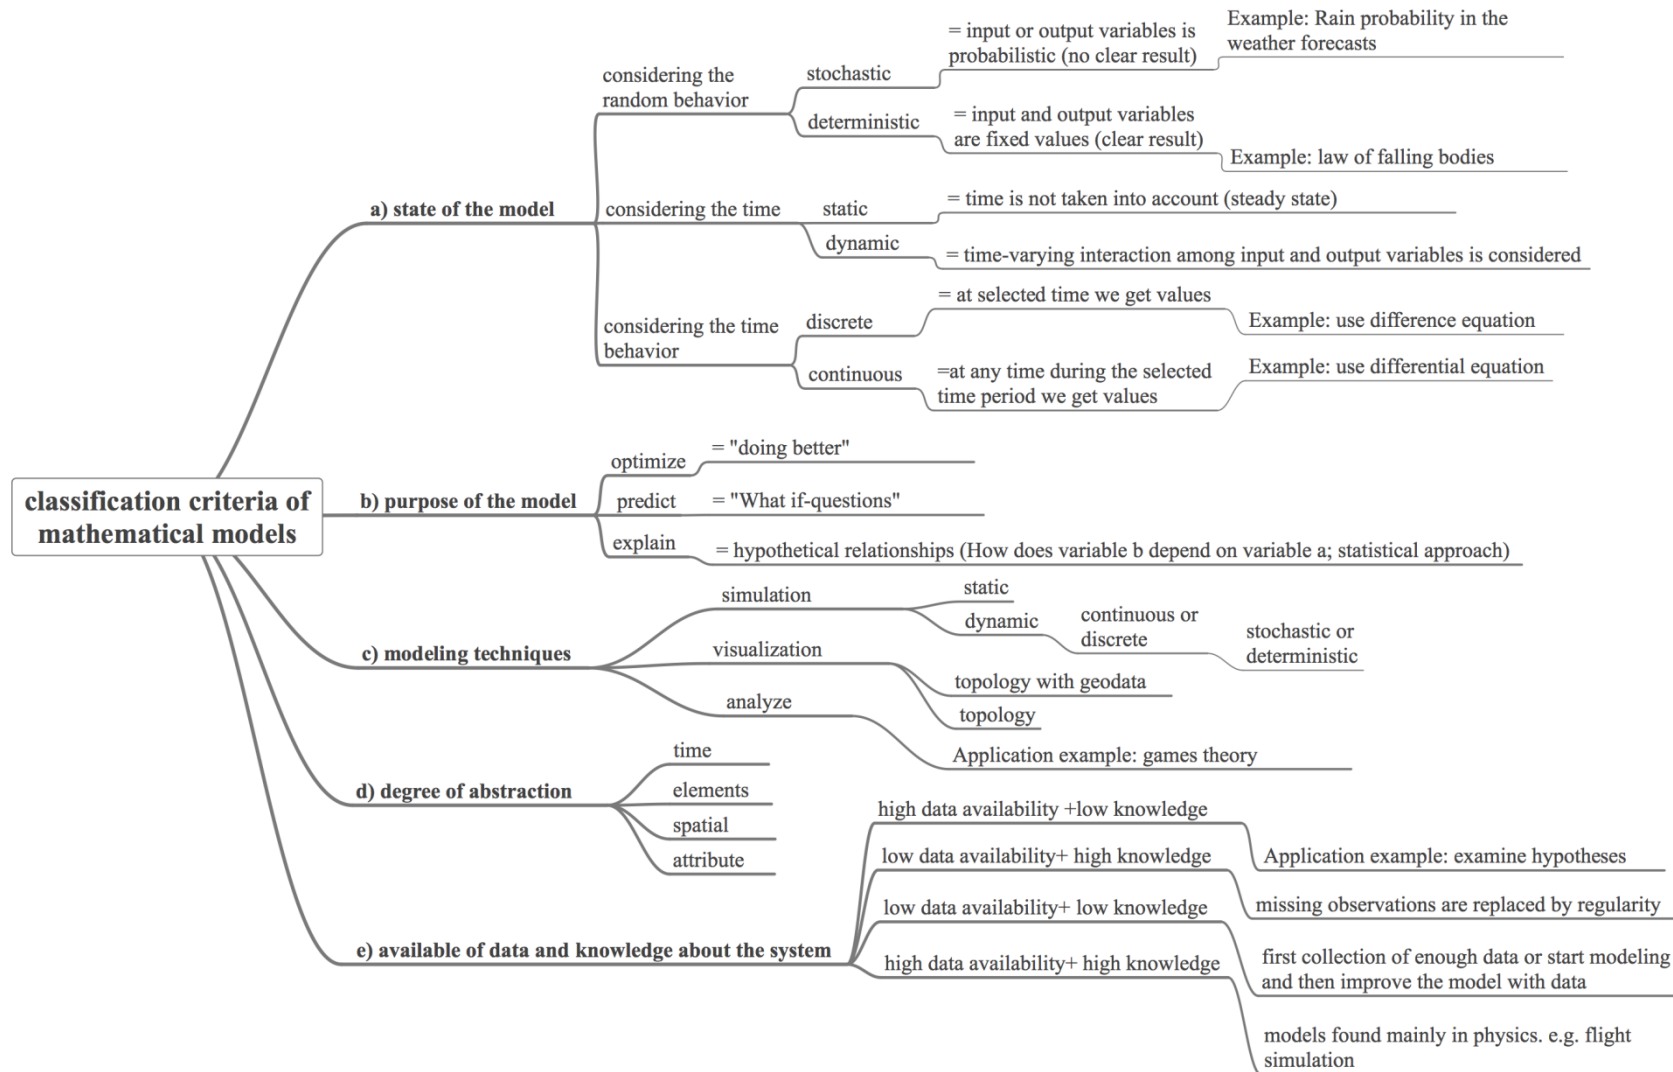 classification criteria of
mathematical models
a) state of the model
considering the
random behavior
stochastic
= input or output variables is
probabilistic (no clear result)
Example: Rain probability in the
weather forecasts
deterministic
= input and output variables
are fixed values (clear result)
Example: law of falling bodies
considering the time
static
= time is not taken into account (steady state)
dynamic
= time-varying interaction among input and output variables is considered
considering the time
behavior
discrete
= at selected time we get values
Example: use difference equation
continuous
=at any time during the selected
time period we get values
Example: use differential equation
b) purpose of the model
optimize
= "doing better"
predict
= "What if-questions"
explain
= hypothetical relationships (How does variable b depend on variable a; statistical approach)
c) modeling techniques
simulation
static
dynamic
continuous or
discrete
stochastic or
deterministic
visualization
topology with geodata
topology
analyze
Application example: games theory
d) degree of abstraction
time
elements
spatial
attribute
e) available of data and knowledge about the system
high data availability +low knowledge
Application example: examine hypotheses
low data availability+ high knowledge
missing observations are replaced by regularity
low data availability+ low knowledge
first collection of enough data or start modeling
and then improve the model with data
high data availability+ high knowledge
models found mainly in physics. e.g. flight
simulation